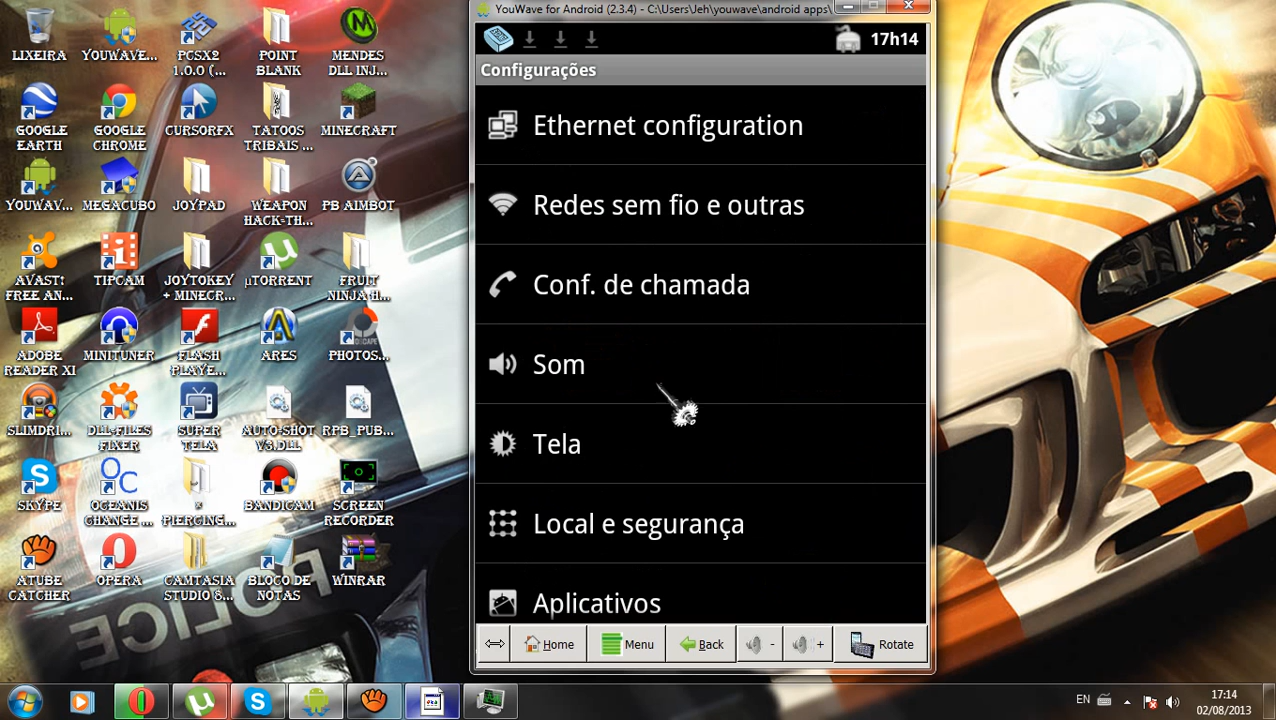 LIXEIRA
YOUWAVE...
PCSX2
1.0.0 (...
POINT
BLANK
MENDES
DLL INJ...
GOOGLE
EARTH
GOOGLE
CHROME
CURSORFX
TATOOS
TRIBAIS ...
MINECRAFT
YOUWAV...
MEGACUBO
JOYPAD
WEAPON
HACK-TH...
PB AIMBOT
AVAST!
FREE AN...
TIPCAM
JOYTOKEY
+ MINECR...
µTORRENT
FRUIT
NINJA H...
ADOBE
READER XI
MINITUNER
FLASH
PLAYE...
ARES
PHOTOS...
SLIMDRI...
DLL-FILES
FIXER
SUPER
TELA
AUTO-SHOT
V3.DLL
RPB_PUB...
SKYPE
OCEANIS
CHANGE ...
PIERCING...
BANDICAM
SCREEN
RECORDER
ATUBE
CATCHER
OPERA
CAMTASIA
STUDIO 8...
BLOCO DE
NOTAS
WINRAR
POLICE
YouWave for Android (2.3.4) - C:\Users\Jeh\youwave\android apps\
17h14
Configurações
Ethernet configuration
Redes sem fio e outras
Conf. de chamada
Som
Tela
Local e segurança
Aplicativos
Home
Menu
Back
-
+
Rotate
EN
17:14
02/08/2013